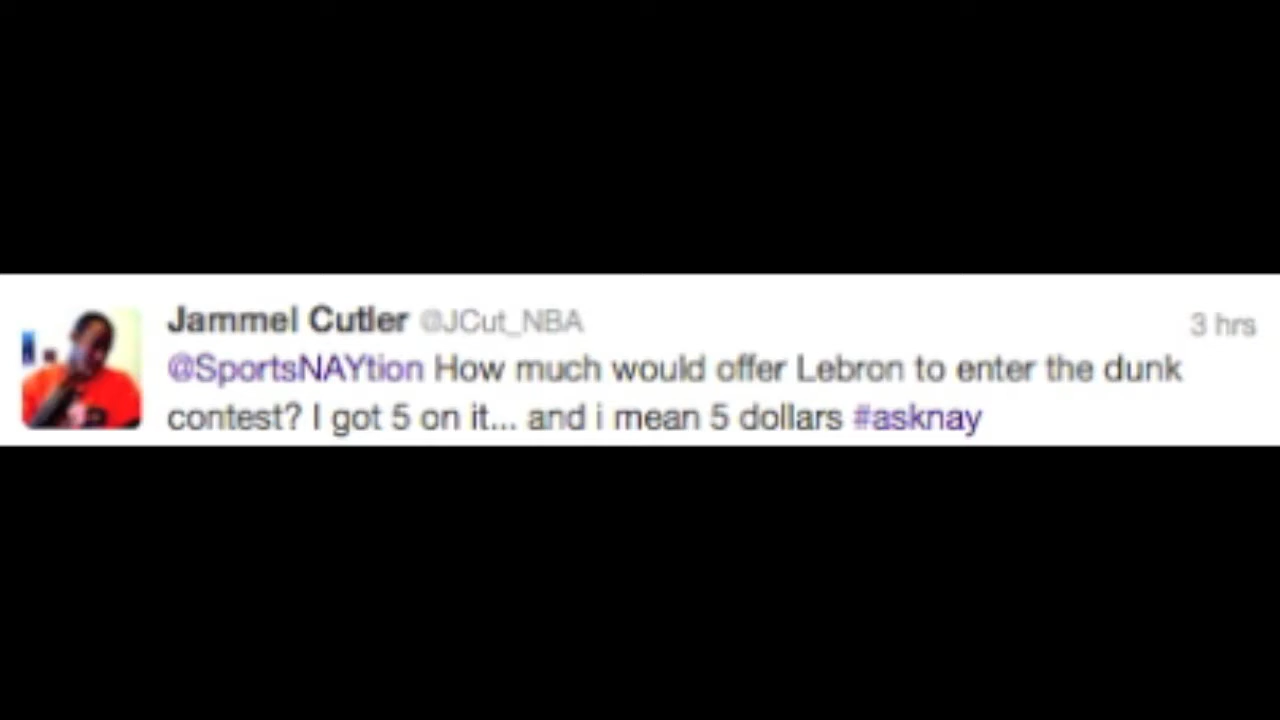 Jammel Cutler @JCut_NBA 3 hrs
@SportsNAYtion How much would offer Lebron to enter the dunk
contest? I got 5 on it... and i mean 5 dollars #asknay